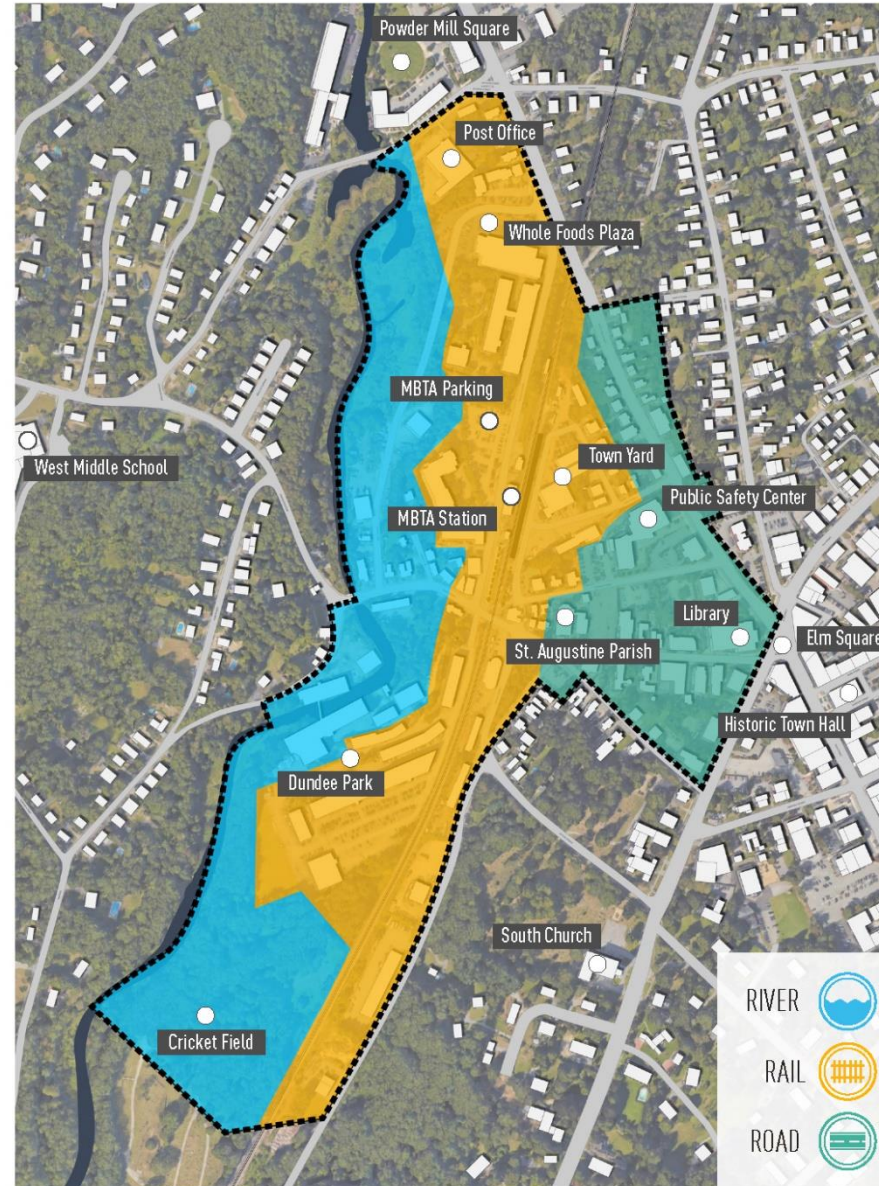 Powder Mill Square
Post Office
Whole Foods Plaza
MBTA Parking
West Middle School
Town Yard
MBTA Station
Public Safety Center
Library
Elm Square
St. Augustine Parish
Historic Town Hall
Dundee Park
South Church
Cricket Field
RIVER
RAIL
ROAD